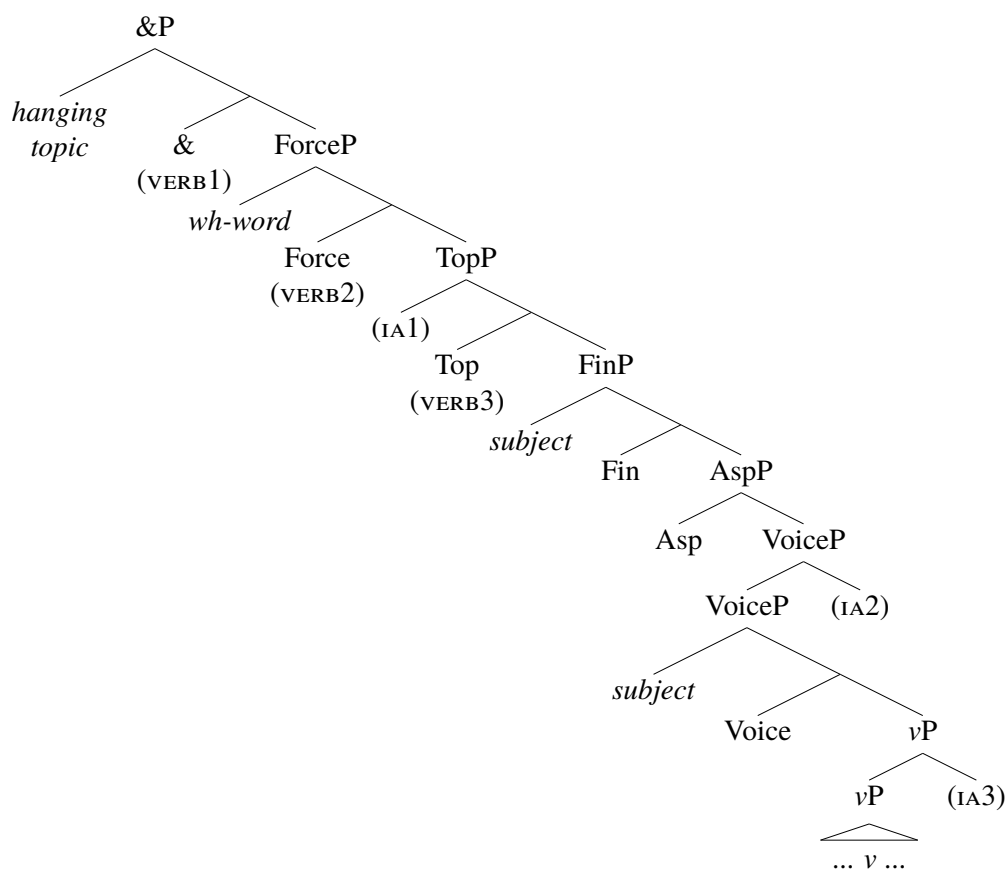 &P
hanging
topic
&
(VERB1)
ForceP
wh-word
Force
(VERB2)
TopP
(IA1)
Top
(VERB3)
FinP
subject
Fin
AspP
Asp
VoiceP
VoiceP
(IA2)
subject
Voice
vP
vP
(IA3)
... v ...